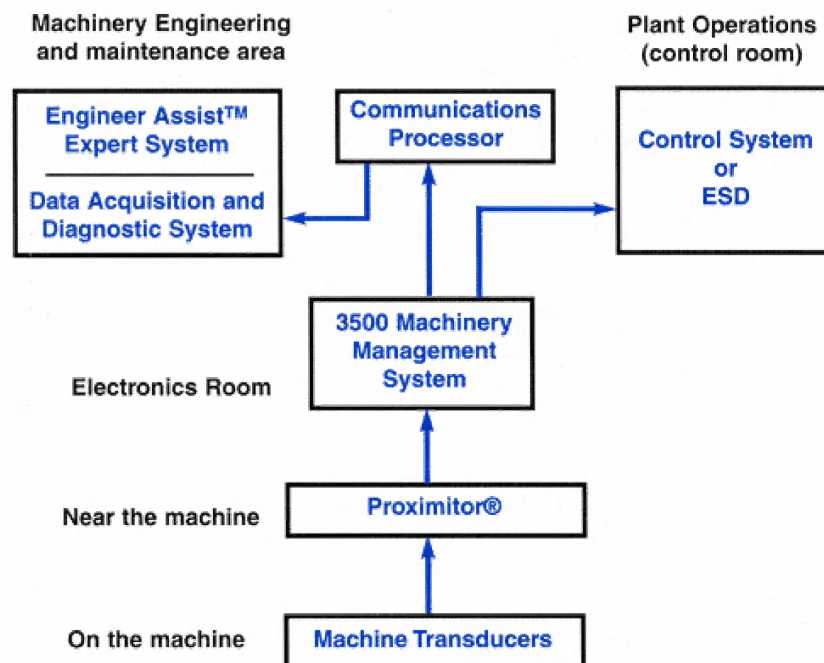 Machinery Engineering
and maintenance area
Plant Operations
(control room)
Engineer Assist™
Expert System
Data Acquisition and
Diagnostic System
Communications
Processor
Control System
or
ESD
3500 Machinery
Management
System
Electronics Room
Near the machine
Proximitor®
On the machine
Machine Transducers